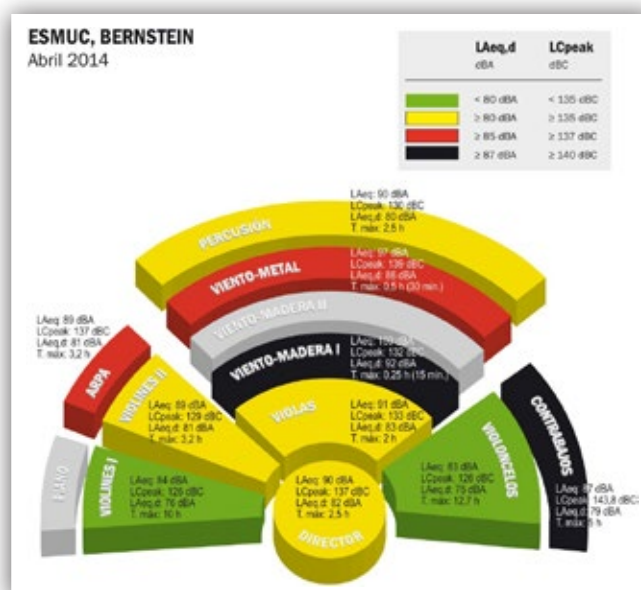 ESMUC, BERNSTEIN
Abril 2014
LAeq,d LCpeak
dBA dBC
< 80 dBA < 135 dBC
≥ 80 dBA ≥ 135 dBC
≥ 85 dBA ≥ 137 dBC
≥ 87 dBA ≥ 140 dBC
PERCUSIÓN
LAeq: 90 dBA
LCpeak: 130 dBC
LAeq,d: 80 dBA
T. máx: 2,5 h
VIENTO-METAL
LAeq: 97 dBA
LCpeak: dBC
LAeq,d: dBA
T. máx: 0,5 h (30 min.)
VIENTO-MADERA II
VIENTO-MADERA I
LAeq: dBA
LCpeak: 132 dBC
LAeq,d: 92 dBA
T. máx: 0,25 h (15 min.)
VIOLAS
LAeq: 91 dBA
LCpeak: 133 dBC
LAeq,d: 83 dBA
T. máx: 2 h
ARPA
LAeq: 89 dBA
LCpeak: 137 dBC
LAeq,d: 81 dBA
T. máx: 3,2 h
VIOLINES II
LAeq: 89 dBA
LCpeak: 129 dBC
LAeq,d: 81 dBA
T. máx: 3,2 h
PIANO
VIOLINES I
LAeq: 84 dBA
LCpeak: 126 dBC
LAeq,d: 76 dBA
T. máx: 10 h
LAeq: 90 dBA
LCpeak: 137 dBC
LAeq,d: 82 dBA
T. máx: 2,5 h
DIRECTOR
VIOLONCELOS
LAeq: 83 dBA
LCpeak: 126 dBC
LAeq,d: 75 dBA
T. máx: 12,7 h
CONTRABAJOS
LAeq: 87 dBA
LCpeak: 143,8 dBC
LAeq,d: 79 dBA
T. máx: h